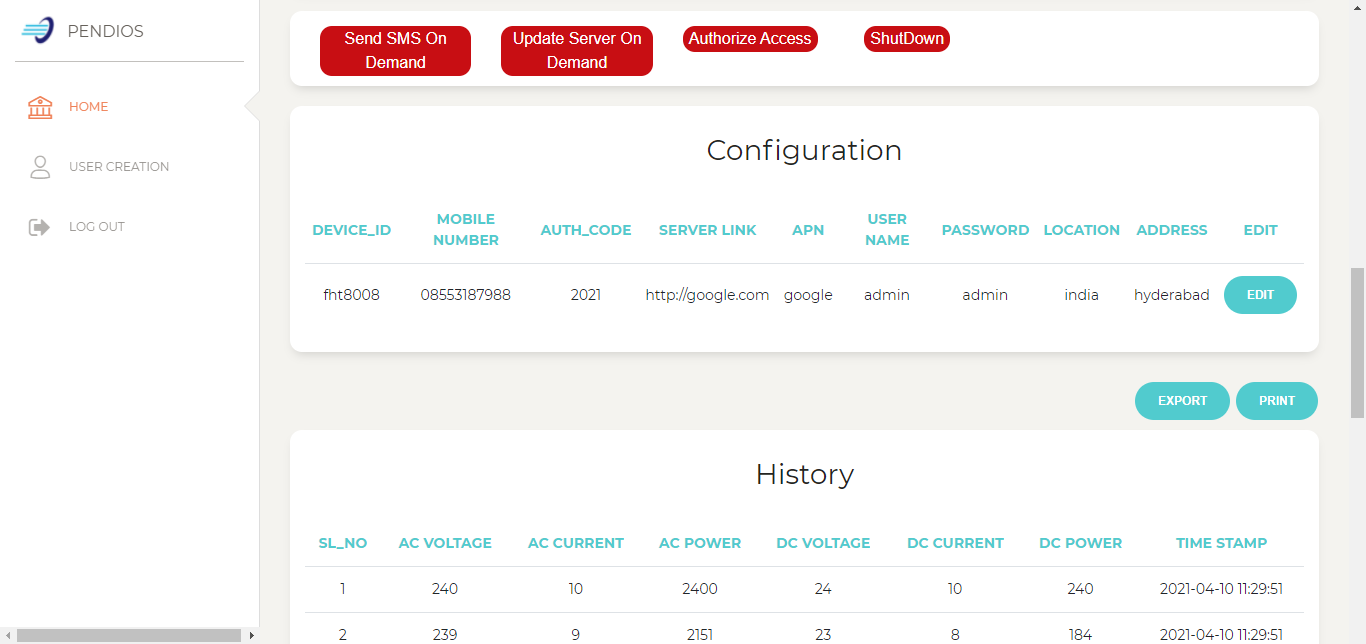 PENDIOS
HOME
USER CREATION
LOG OUT
Send SMS On
Demand
Update Server On
Demand
Authorize Access
ShutDown
Configuration
DEVICE_ID MOBILE NUMBER AUTH_CODE SERVER LINK APN USER NAME PASSWORD LOCATION ADDRESS EDIT
fht8008 08553187988 2021 http://google.com google admin admin india hyderabad EDIT
EXPORT PRINT
History
SL_NO AC VOLTAGE AC CURRENT AC POWER DC VOLTAGE DC CURRENT DC POWER TIME STAMP
1 240 10 2400 24 10 240 2021-04-10 11:29:51
2 239 9 2151 23 8 184 2021-04-10 11:29:51